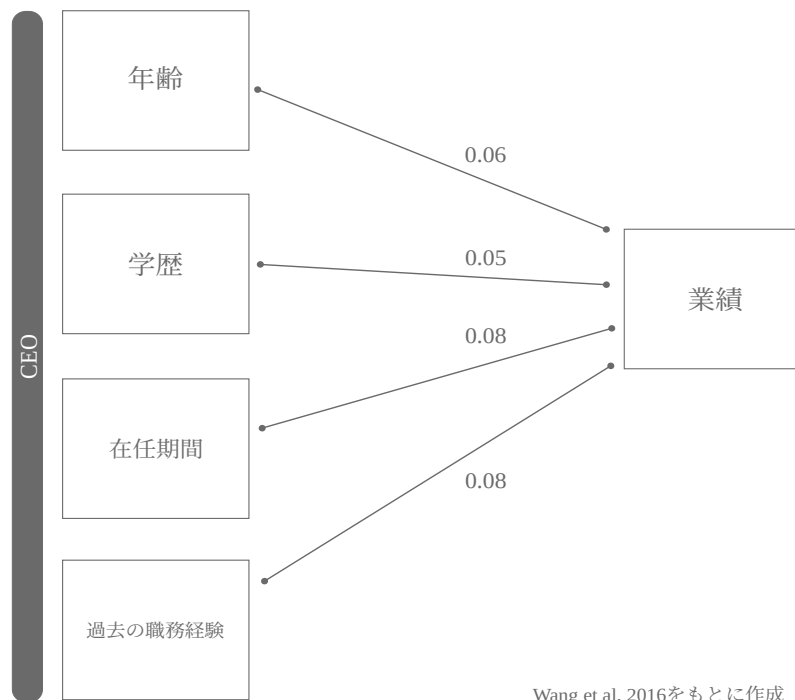 CEO
年齢
学歴
在任期間
過去の職務経験
0.06
0.05
0.08
0.08
業績
Wang et al. 2016をもとに作成